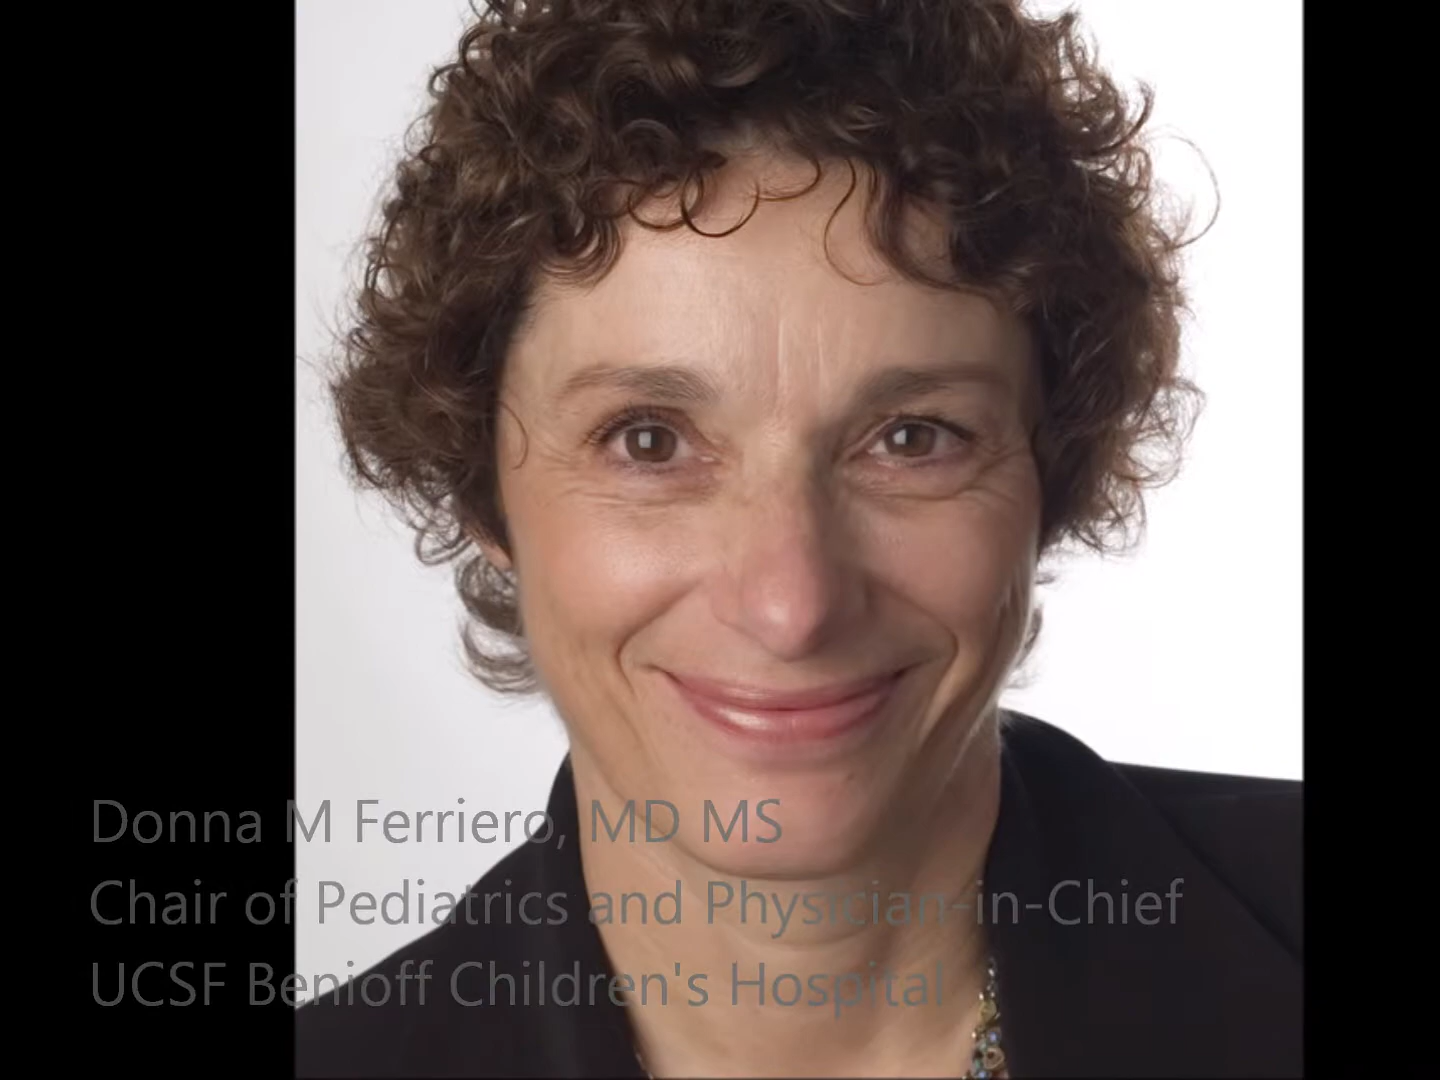 Donna M Ferriero, MD MS
Chair of Pediatrics and Physician-in-Chief
UCSF Benioff Children's Hospital